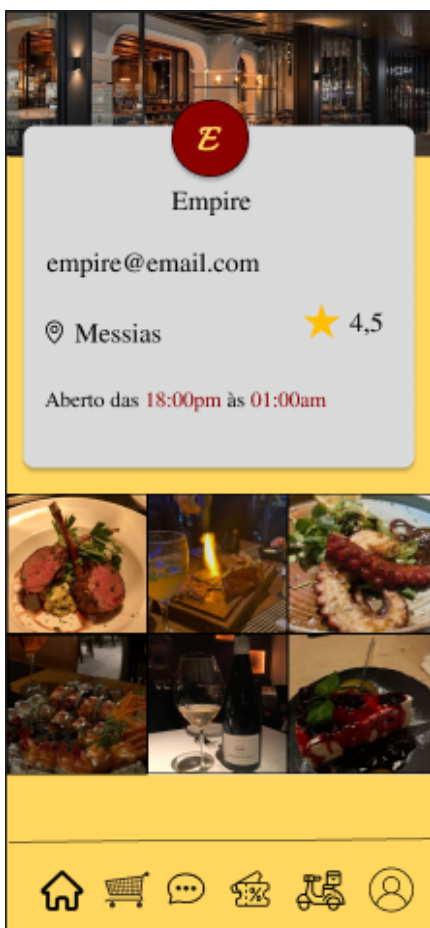 E
Empire
empire@email.com
Messias
4,5
Aberto das 18:00pm às 01:00am
%